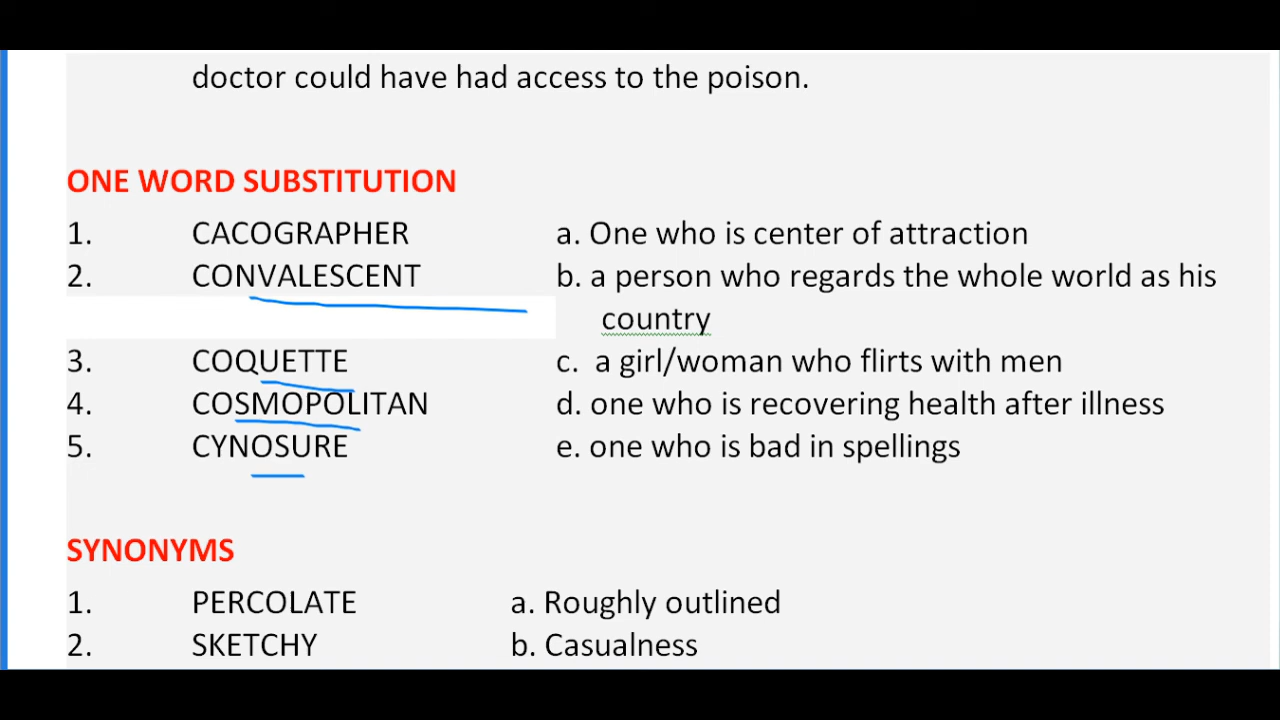 doctor could have had access to the poison.
ONE WORD SUBSTITUTION
1. CACOGRAPHER a. One who is center of attraction
2. CONVALESCENT b. a person who regards the whole world as his
country
3. COQUETTE c. a girl/woman who flirts with men
4. COSMOPOLITAN d. one who is recovering health after illness
5. CYNOSURE e. one who is bad in spellings
SYNONYMS
1. PERCOLATE a. Roughly outlined
2. SKETCHY b. Casualness